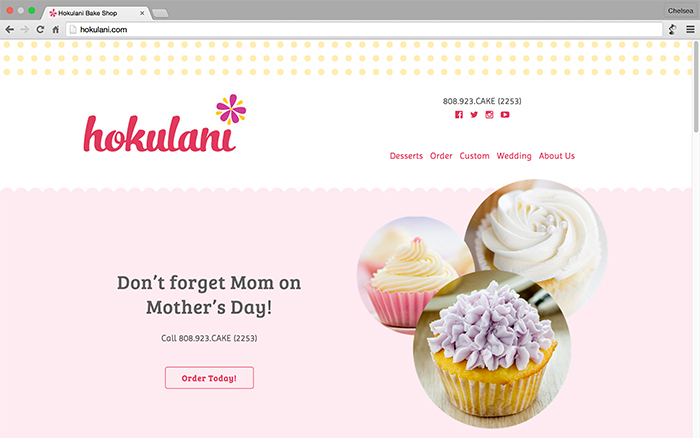 Hokulani Bake Shop
Chelsea
hokulani.com
808.923.CAKE (2253)
hokulani
Desserts Order Custom Wedding About Us
Don't forget Mom on
Mother's Day!
Call 808.923.CAKE (2253)
Order Today!